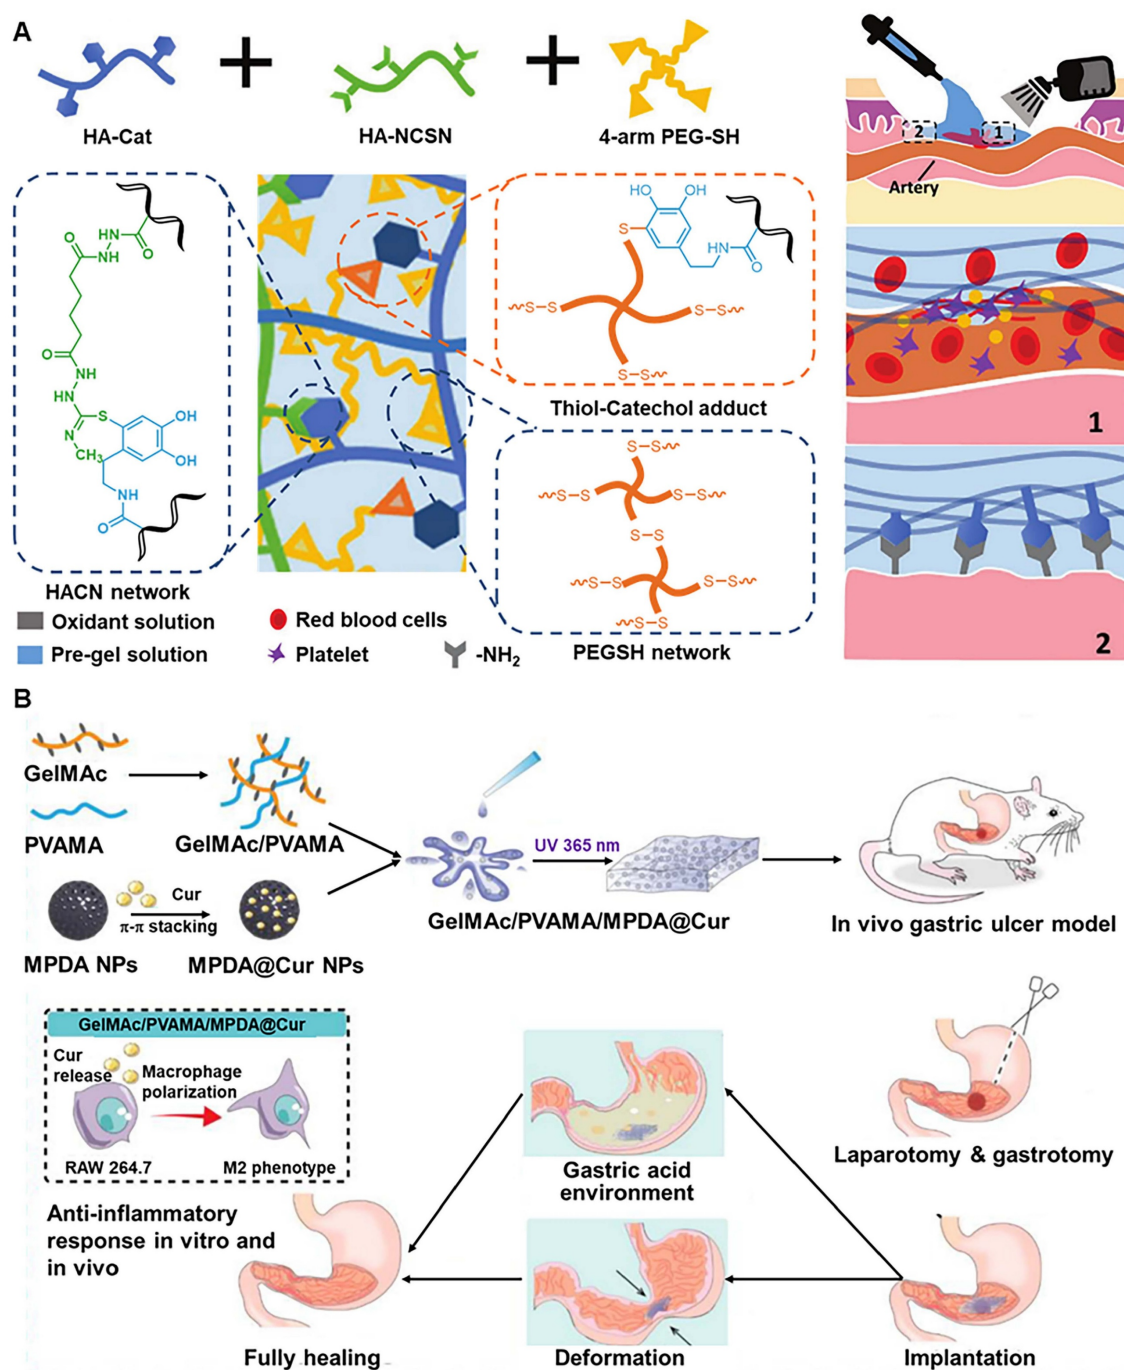 A
HA-Cat
HA-NCSN
4-arm PEG-SH
2
1
Artery
O
NH
HN
O
O
NH
HN
S
N
CH3
OH
OH
NH
O
HACN network
OH
HO
S
HN
O
S–S
S–S
S–S
Thiol-Catechol adduct
S–S
S–S
S–S
S–S
S–S
S–S
S–S
PEGSH network
1
2
Oxidant solution
Pre-gel solution
Red blood cells
Platelet
-NH2
B
GelMAc
PVAMA
GelMAc/PVAMA
Cur
π-π stacking
MPDA NPs
MPDA@Cur NPs
UV 365 nm
GelMAc/PVAMA/MPDA@Cur
In vivo gastric ulcer model
GelMAc/PVAMA/MPDA@Cur
Cur
release
Macrophage
polarization
RAW 264.7
M2 phenotype
Anti-inflammatory
response in vitro and
in vivo
Gastric acid
environment
Laparotomy & gastrotomy
Fully healing
Deformation
Implantation